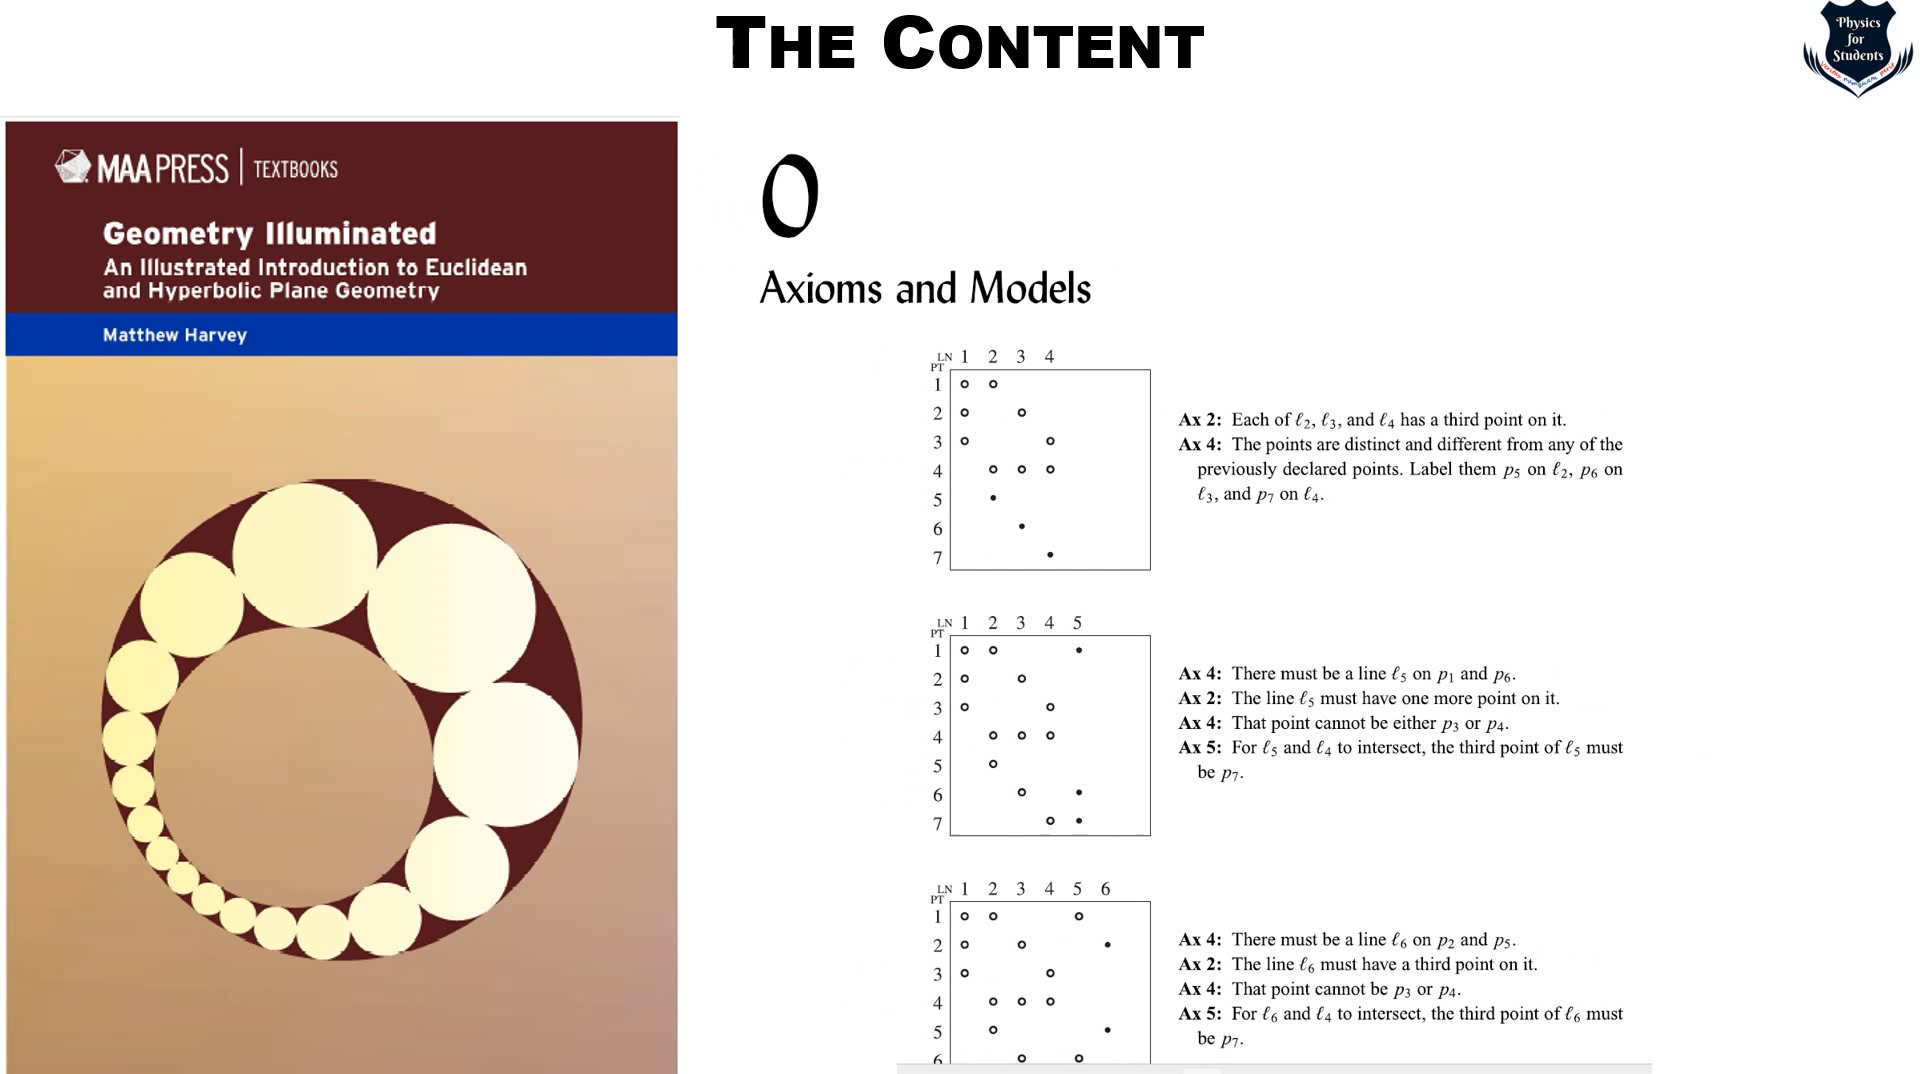 THE CONTENT
Physics
for
Students
MAA PRESS | TEXTBOOKS
Geometry Illuminated
An Illustrated Introduction to Euclidean
and Hyperbolic Plane Geometry
Matthew Harvey
0
Axioms and Models
LN 1 2 3 4
PT
1
2
3
4
5
6
7
Ax 2: Each of ℓ2, ℓ3, and ℓ4 has a third point on it.
Ax 4: The points are distinct and different from any of the
previously declared points. Label them p5 on ℓ2, p6 on
ℓ3, and p7 on ℓ4.
LN 1 2 3 4 5
PT
1
2
3
4
5
6
7
Ax 4: There must be a line ℓ5 on p1 and p6.
Ax 2: The line ℓ5 must have one more point on it.
Ax 4: That point cannot be either p3 or p4.
Ax 5: For ℓ5 and ℓ4 to intersect, the third point of ℓ5 must
be p7.
LN 1 2 3 4 5 6
PT
1
2
3
4
5
6
Ax 4: There must be a line ℓ6 on p2 and p5.
Ax 2: The line ℓ6 must have a third point on it.
Ax 4: That point cannot be p3 or p4.
Ax 5: For ℓ6 and ℓ4 to intersect, the third point of ℓ6 must
be p7.